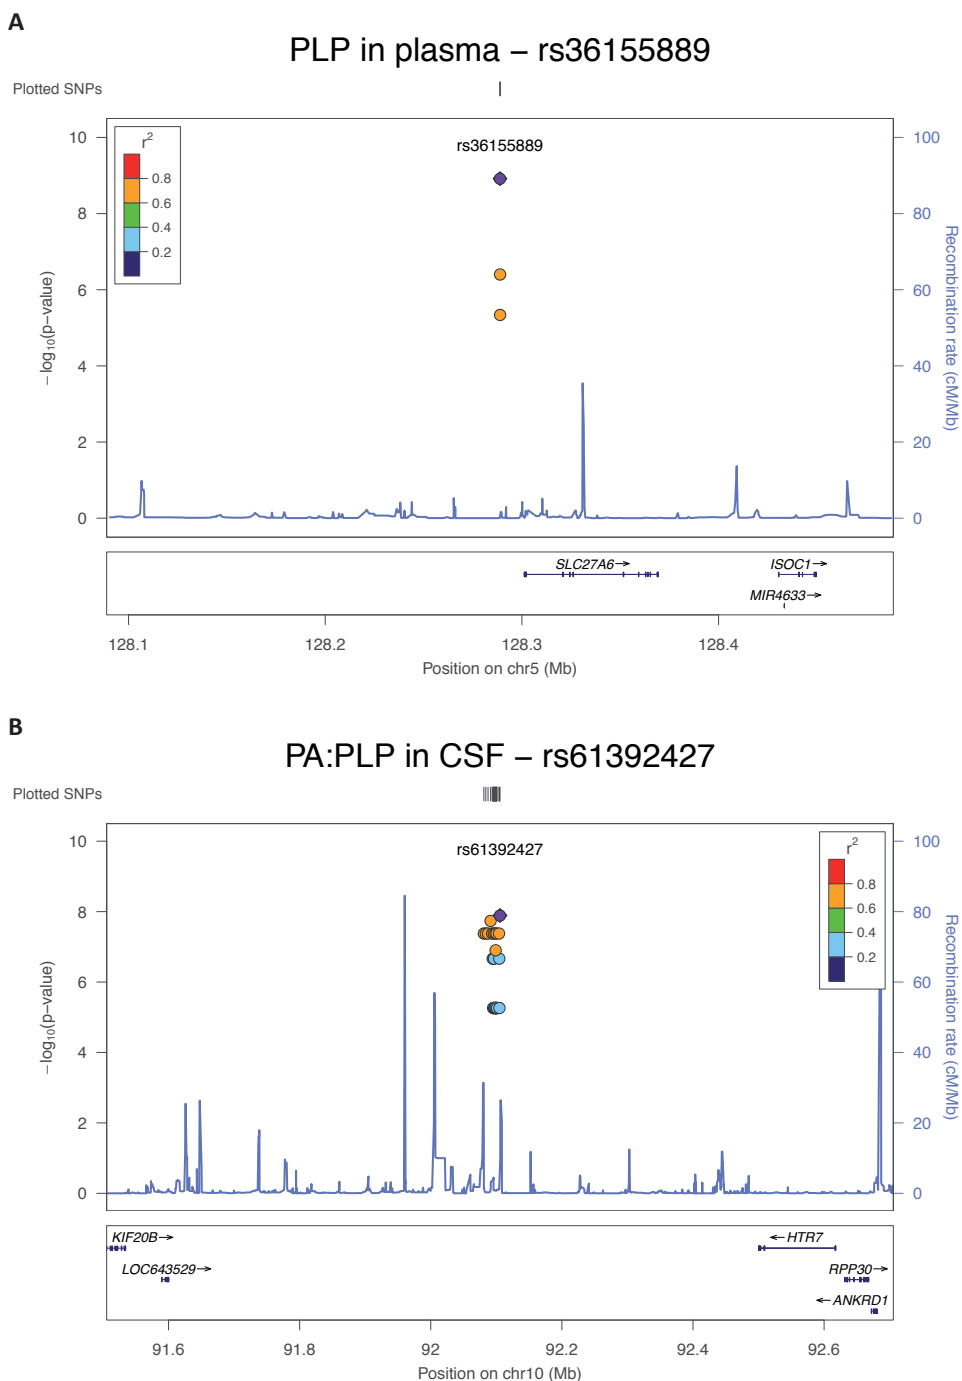 A
PLP in plasma – rs36155889
Plotted SNPs
rs36155889
r2
0.8
0.6
0.4
0.2
10
8
6
4
2
0
− log10(p−value)
100
80
60
40
20
0
Recombination rate (cM/Mb)
SLC27A6→
ISOC1→
MIR4633→
128.1 128.2 128.3 128.4
Position on chr5 (Mb)
B
PA:PLP in CSF – rs61392427
Plotted SNPs
rs61392427
r2
0.8
0.6
0.4
0.2
10
8
6
4
2
0
−log10(p−value)
100
80
60
40
20
0
Recombination rate (cM/Mb)
KIF20B→
←HTR7
LOC643529→
RPP30→
←ANKRD1
91.6 91.8 92 92.2 92.4 92.6
Position on chr10 (Mb)